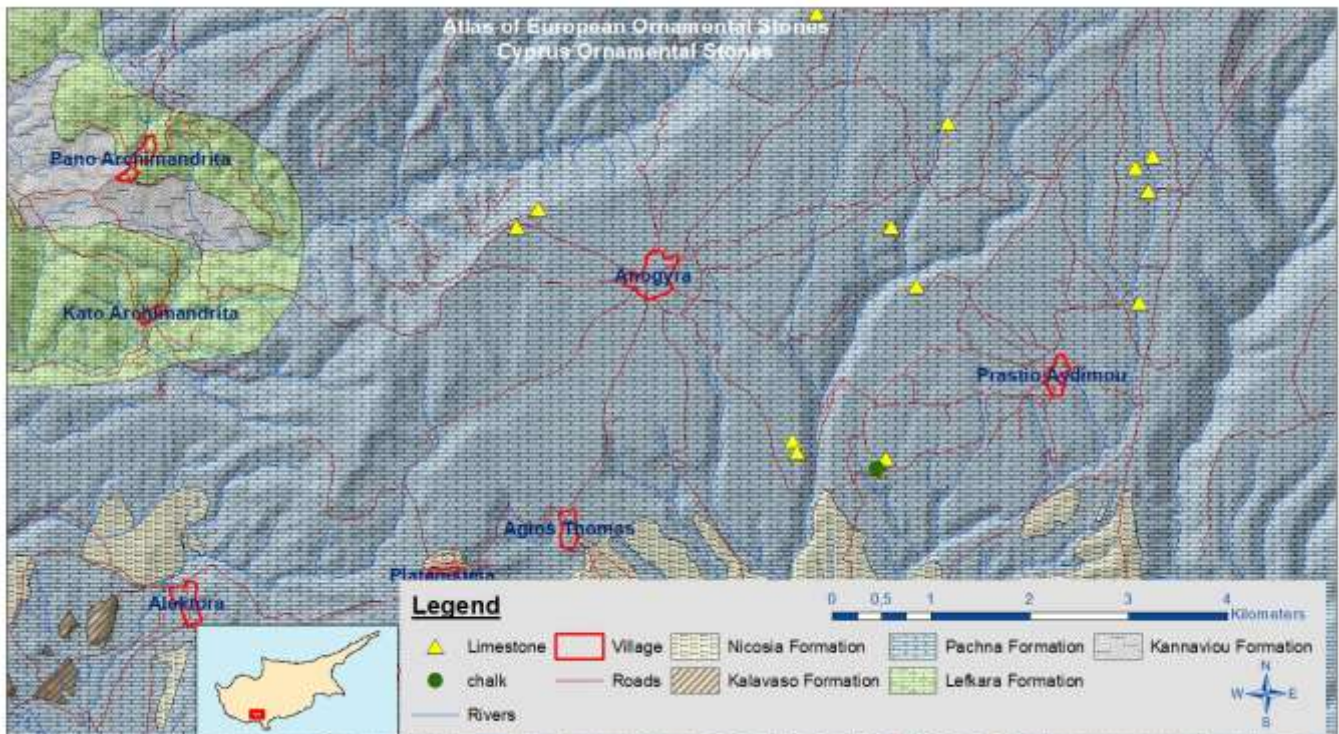 Atlas of European Ornamental Stones
Cyprus Ornamental Stones
Pano Archimandrita
Anogyra
Kato Archimandrita
Prastio Avdimou
Agios Thomas
Alektora
Legend
0 0,5 1 2 3 4
Kilometers
Limestone Village Nicosia Formation Pachna Formation Kannaviou Formation
chalk Roads Kalavaso Formation Lefkara Formation
Rivers
N
W E
S